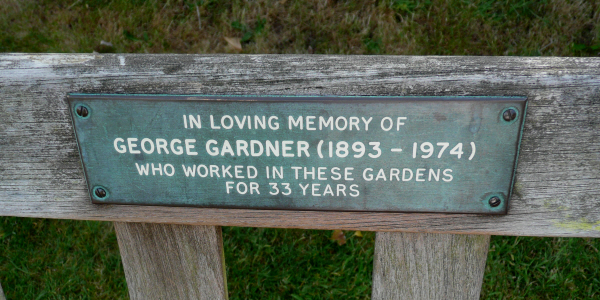 IN LOVING MEMORY OF
GEORGE GARDNER (1893 – 1974)
WHO WORKED IN THESE GARDENS
FOR 33 YEARS